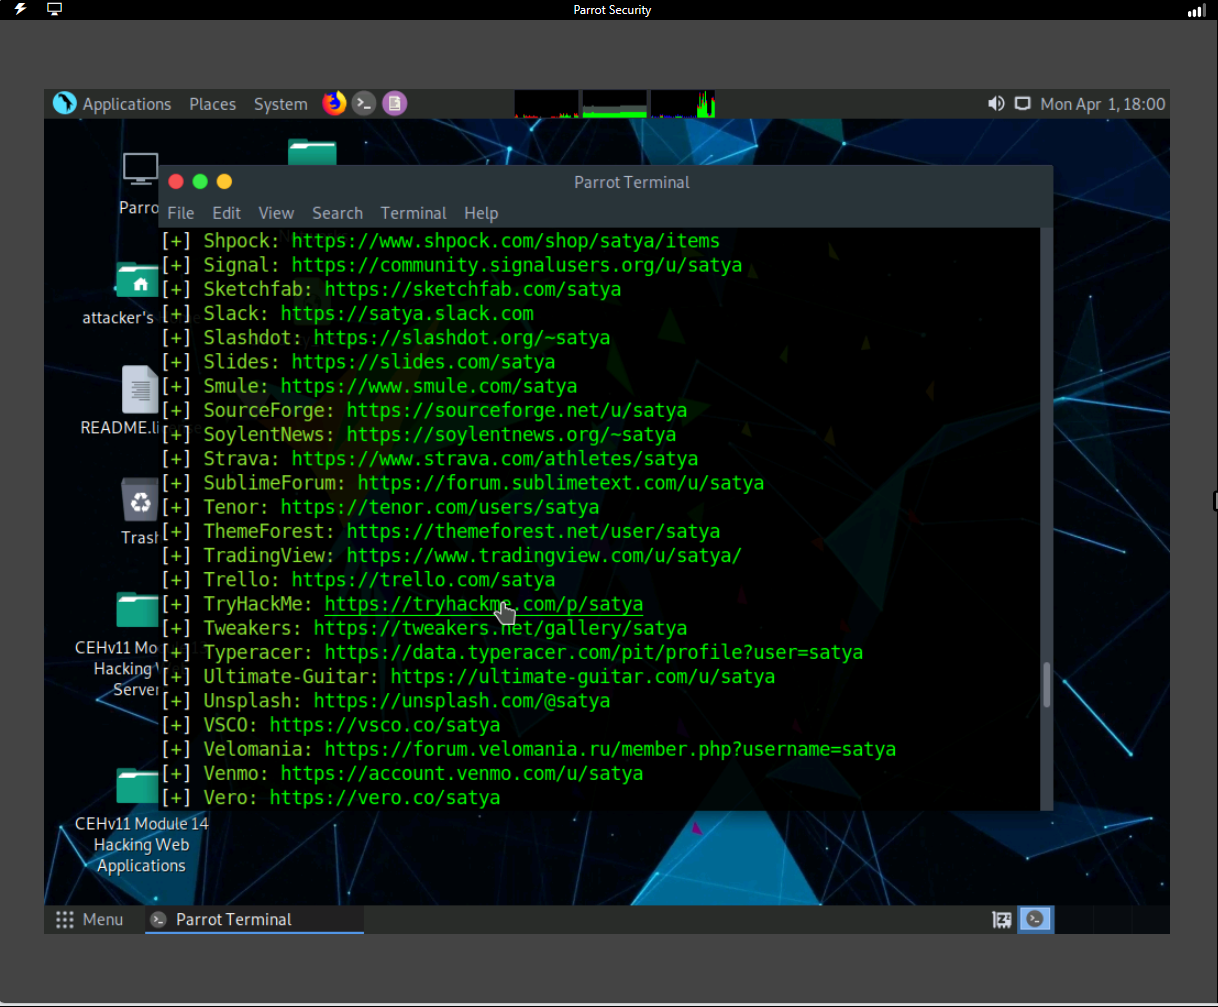 Parrot Security
Applications Places System Mon Apr 1, 18:00
Parrot Terminal
File Edit View Search Terminal Help
[+] Shpock: https://www.shpock.com/shop/satya/items
[+] Signal: https://community.signalusers.org/u/satya
[+] Sketchfab: https://sketchfab.com/satya
[+] Slack: https://satya.slack.com
[+] Slashdot: https://slashdot.org/~satya
[+] Slides: https://slides.com/satya
[+] Smule: https://www.smule.com/satya
[+] SourceForge: https://sourceforge.net/u/satya
[+] SoylentNews: https://soylentnews.org/~satya
[+] Strava: https://www.strava.com/athletes/satya
[+] SublimeForum: https://forum.sublimetext.com/u/satya
[+] Tenor: https://tenor.com/users/satya
[+] ThemeForest: https://themeforest.net/user/satya
[+] TradingView: https://www.tradingview.com/u/satya/
[+] Trello: https://trello.com/satya
[+] TryHackMe: https://tryhackme.com/p/satya
[+] Tweakers: https://tweakers.net/gallery/satya
[+] Typeracer: https://data.typeracer.com/pit/profile?user=satya
[+] Ultimate-Guitar: https://ultimate-guitar.com/u/satya
[+] Unsplash: https://unsplash.com/@satya
[+] VSCO: https://vsco.co/satya
[+] Velomania: https://forum.velomania.ru/member.php?username=satya
[+] Venmo: https://account.venmo.com/u/satya
[+] Vero: https://vero.co/satya
Parro
attacker's
README.li
Trash
CEHv11 Mo
Hacking
Server
CEHv11 Module 14
Hacking Web
Applications
Menu Parrot Terminal